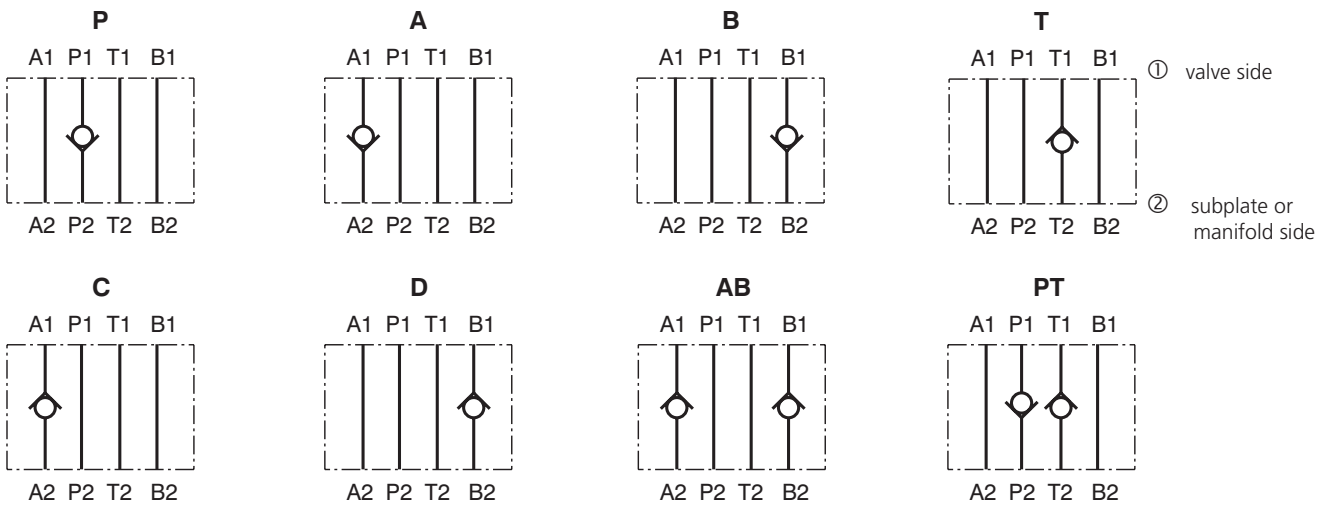 P A B T
A1 P1 T1 B1 A1 P1 T1 B1 A1 P1 T1 B1 A1 P1 T1 B1
① valve side
A2 P2 T2 B2 A2 P2 T2 B2 A2 P2 T2 B2 A2 P2 T2 B2
② subplate or
manifold side
C D AB PT
A1 P1 T1 B1 A1 P1 T1 B1 A1 P1 T1 B1 A1 P1 T1 B1
A2 P2 T2 B2 A2 P2 T2 B2 A2 P2 T2 B2 A2 P2 T2 B2